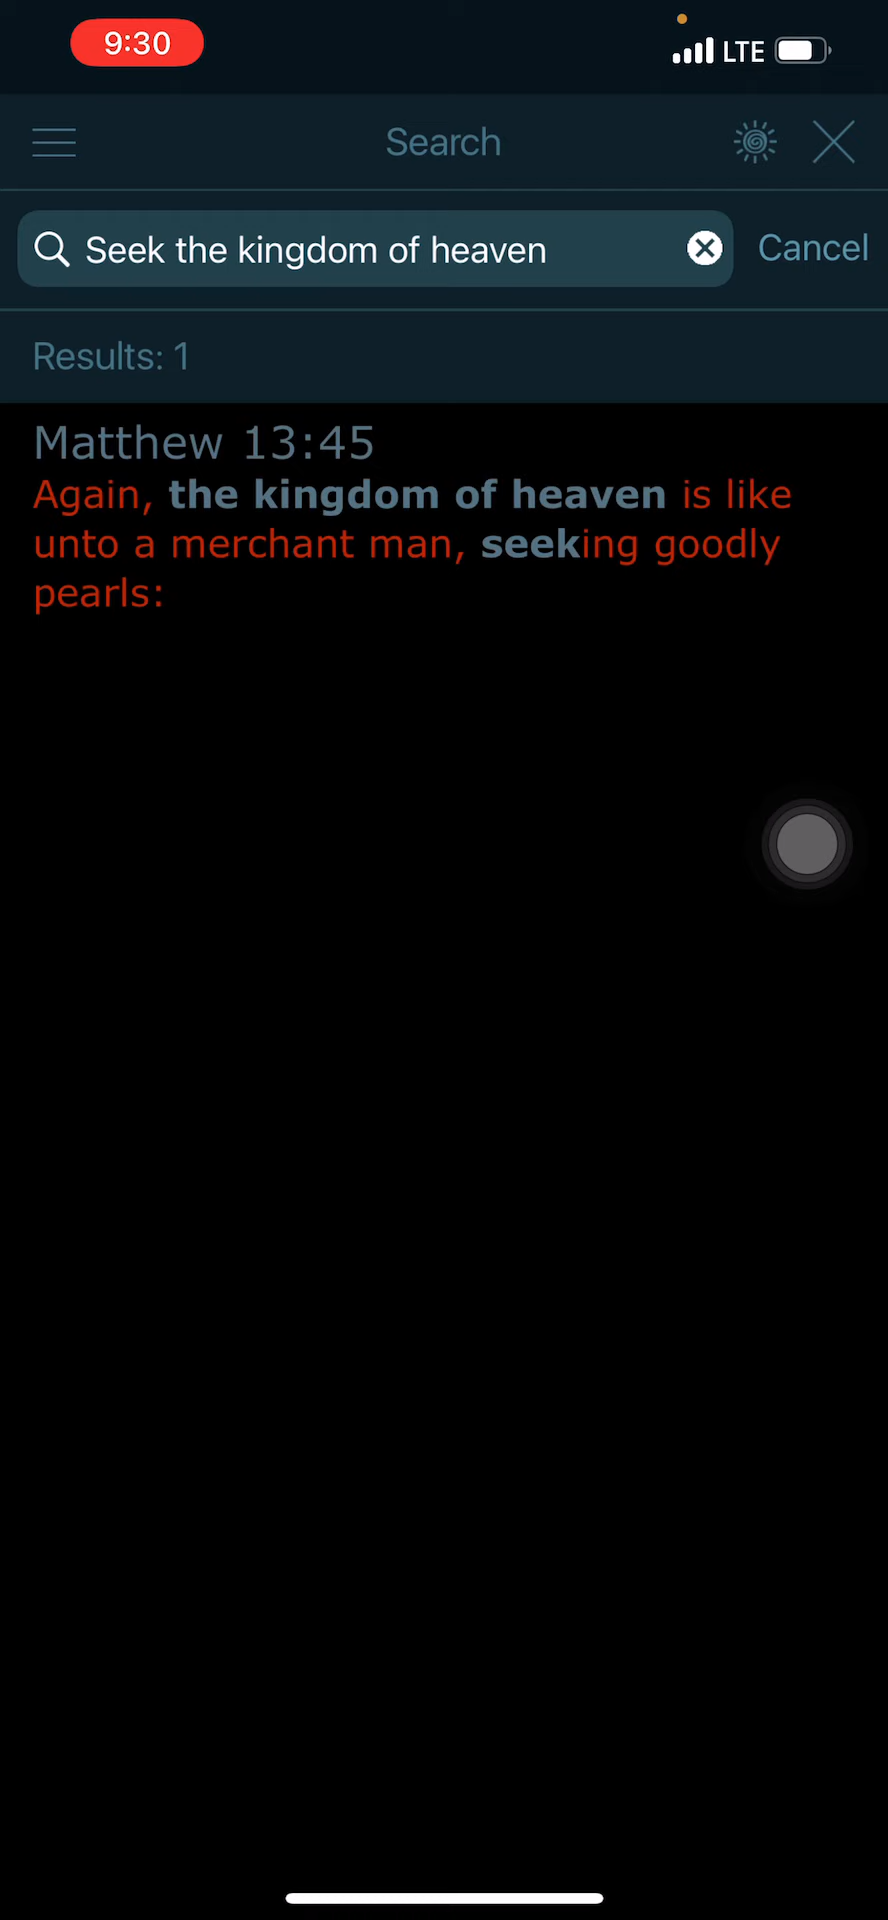 9:30
LTE
Search
Seek the kingdom of heaven
Cancel
Results: 1
Matthew 13:45
Again, the kingdom of heaven is like
unto a merchant man, seeking goodly
pearls: